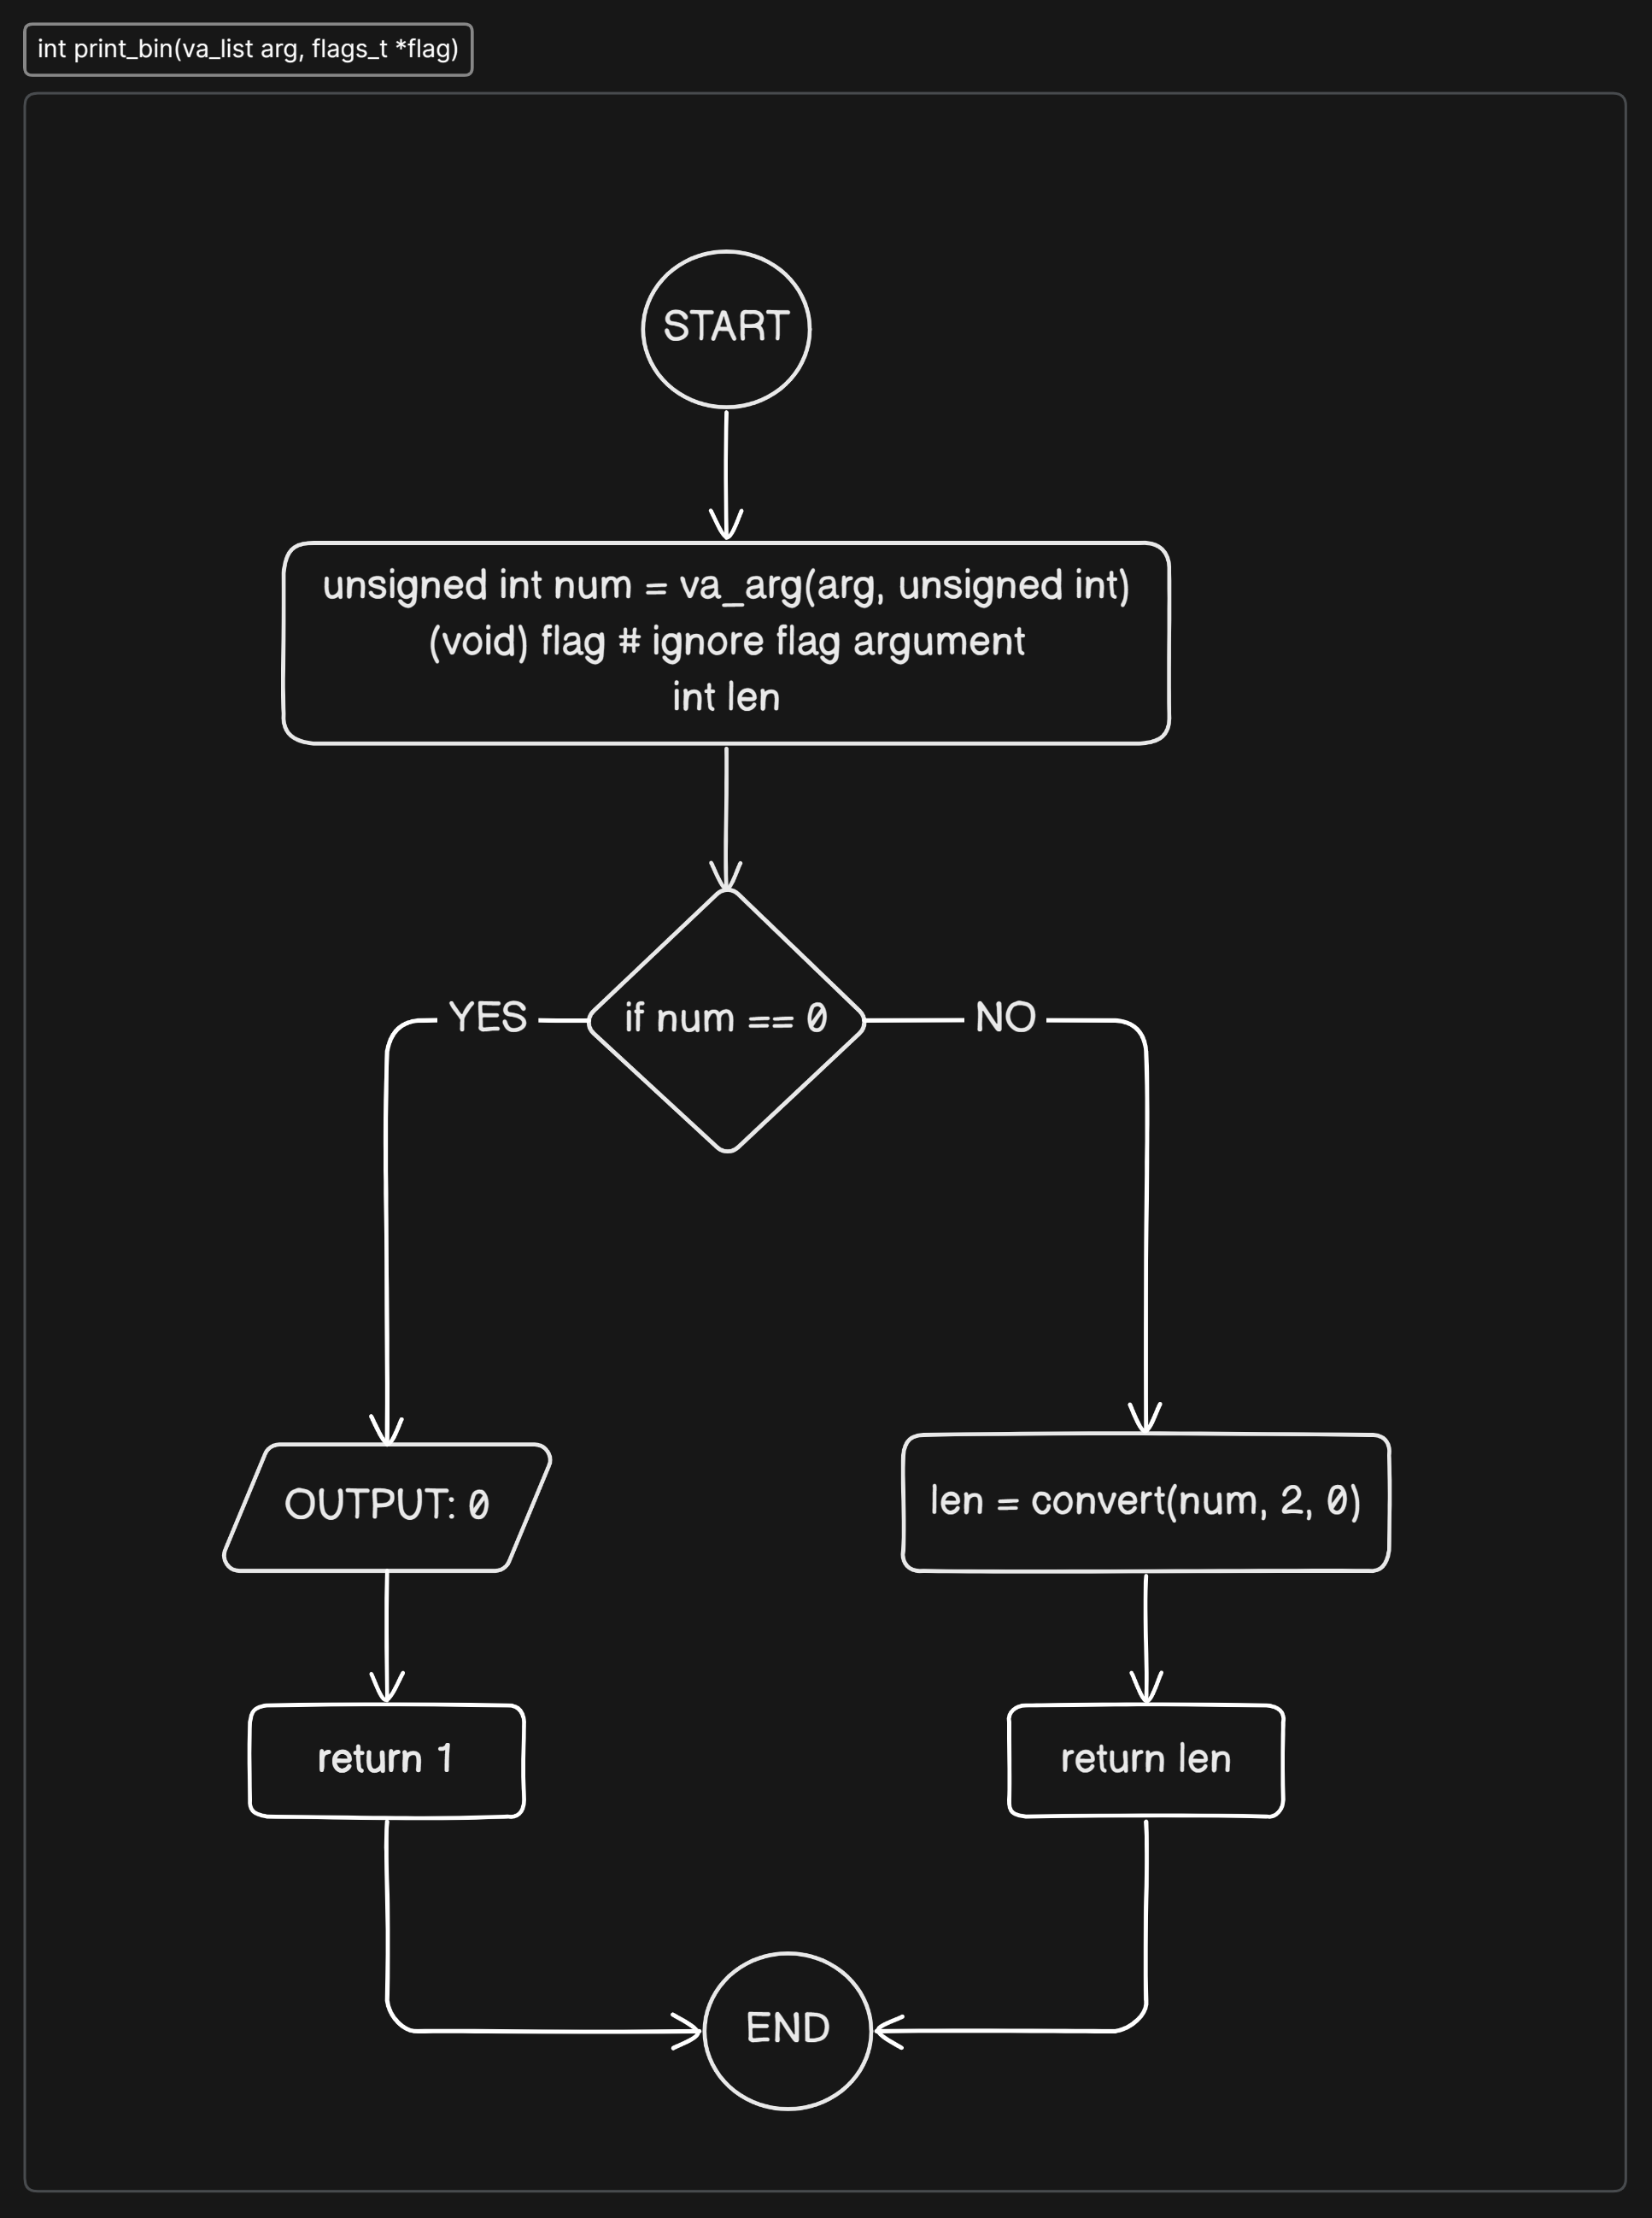 int print_bin(va_list arg, flags_t *flag)
START
unsigned int num = va_arg(arg, unsigned int)
(void) flag # ignore flag argument
int len
if num == 0
YES
NO
OUTPUT: 0
len = convert(num, 2, 0)
return 1
return len
END